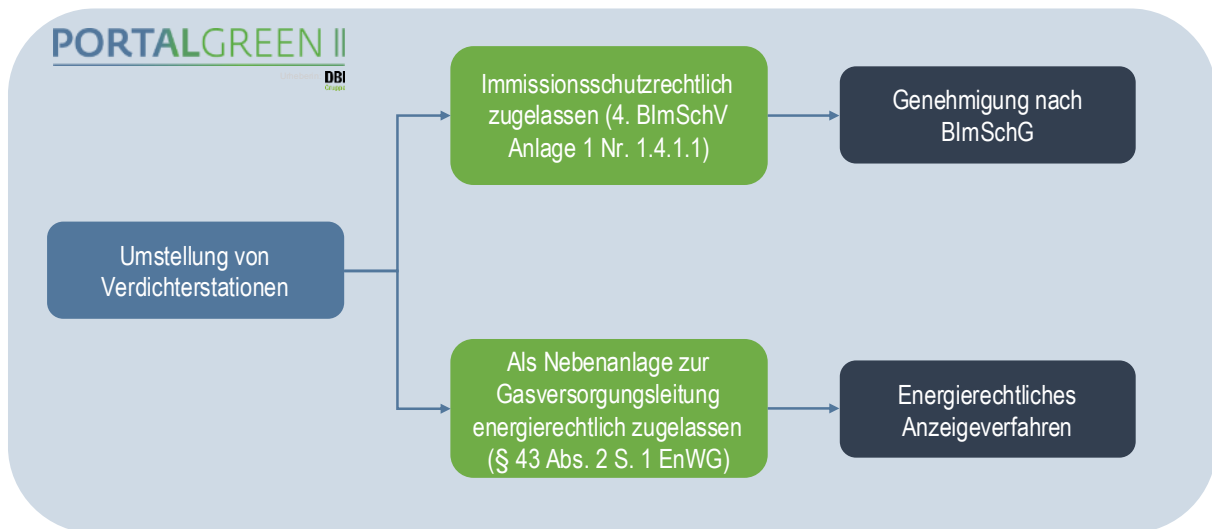 PORTALGREEN II
DBI
Gruppe
Immissionsschutzrechtlich
zugelassen (4. BImSchV
Anlage 1 Nr. 1.4.1.1)
Genehmigung nach
BImSchG
Umstellung von
Verdichterstationen
Als Nebenanlage zur
Gasversorgungsleitung
energierechtlich zugelassen
(§ 43 Abs. 2 S. 1 EnWG)
Energierechtliches
Anzeigeverfahren